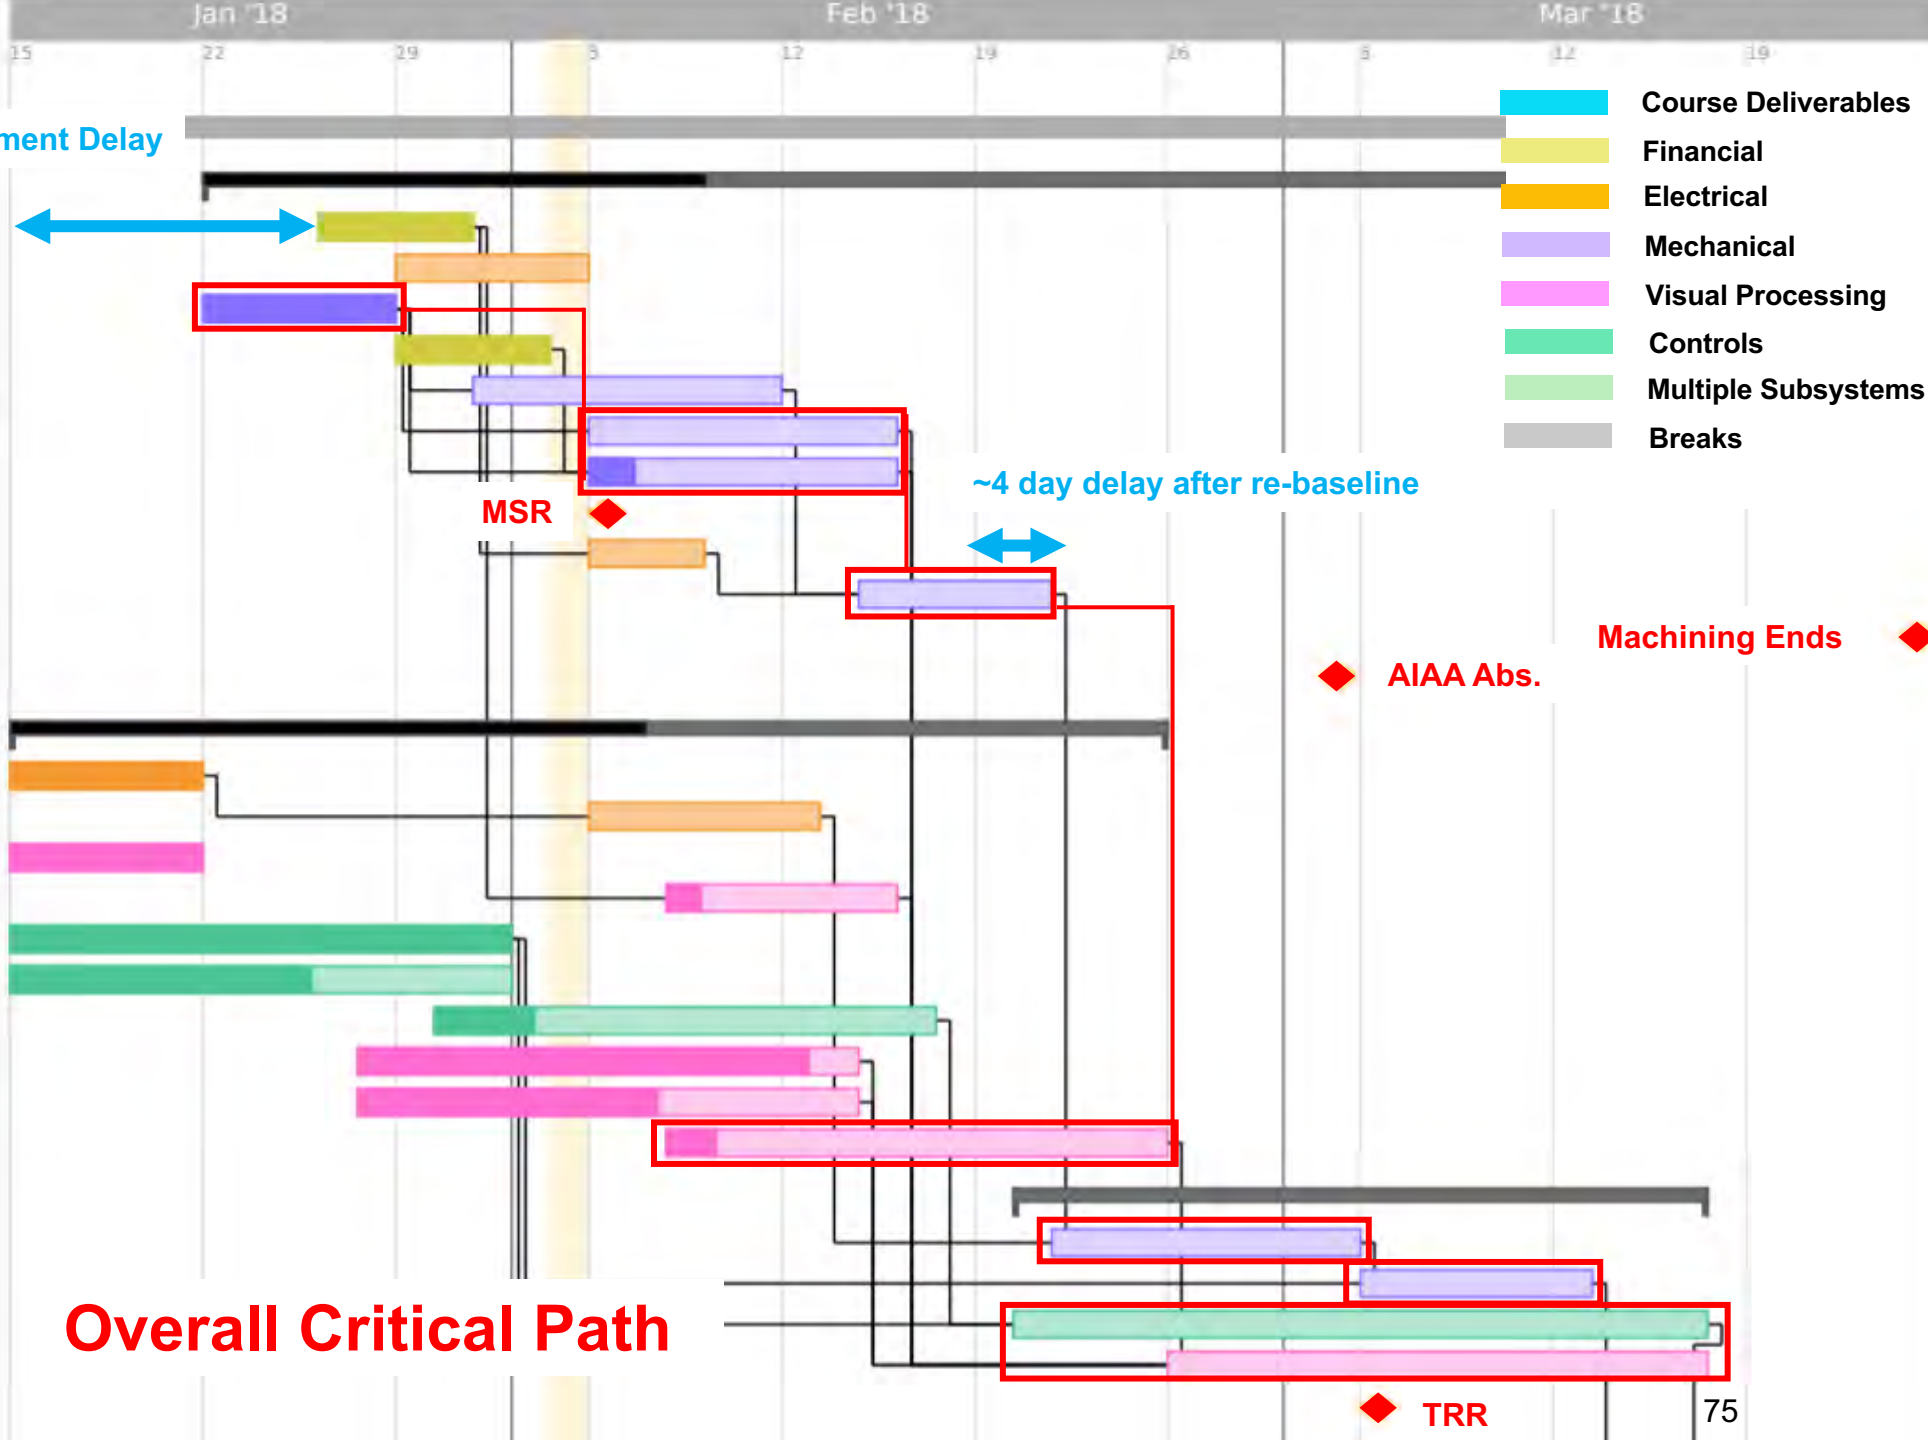 Jan '18
Feb '18
Mar '18
15
22
29
5
12
19
26
5
12
19
ment Delay
Course Deliverables
Financial
Electrical
Mechanical
Visual Processing
Controls
Multiple Subsystems
Breaks
~4 day delay after re-baseline
MSR
Machining Ends
AIAA Abs.
Overall Critical Path
TRR
75